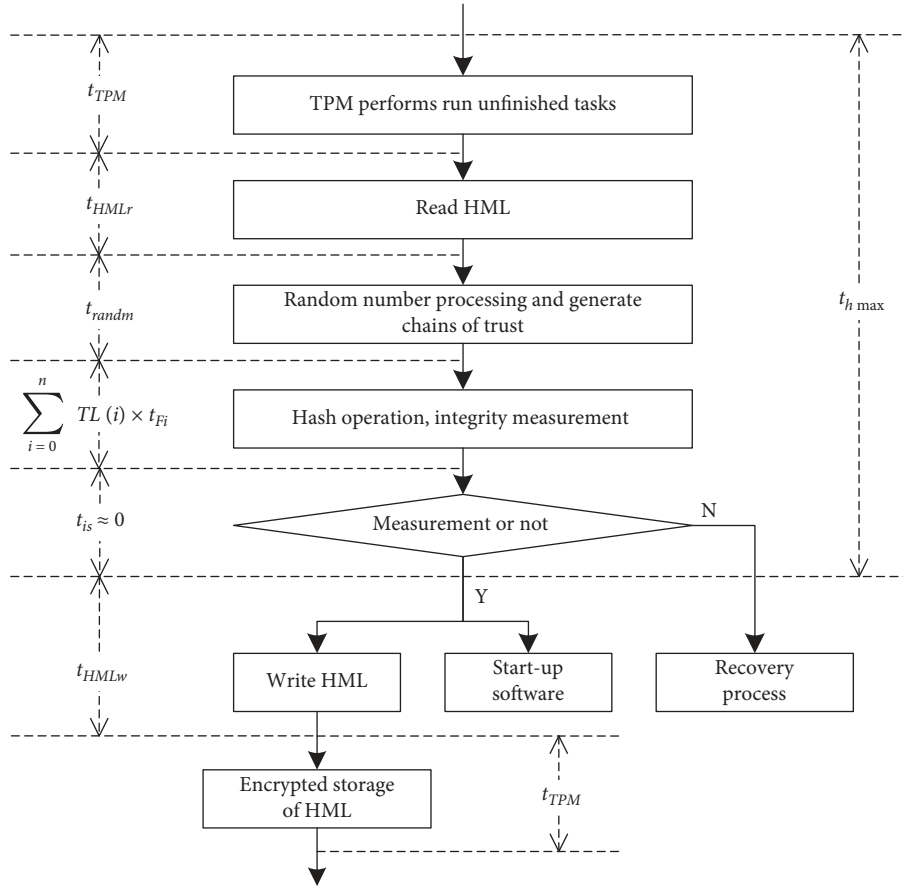 t_TPM
TPM performs run unfinished tasks
t_HMLr
Read HML
t_randm
Random number processing and generate
chains of trust
t_h max
n
∑ TL (i) × t_Fi
i = 0
Hash operation, integrity measurement
t_is ≈ 0
Measurement or not
N
Y
t_HMLw
Write HML
Start-up
software
Recovery
process
Encrypted storage
of HML
t_TPM